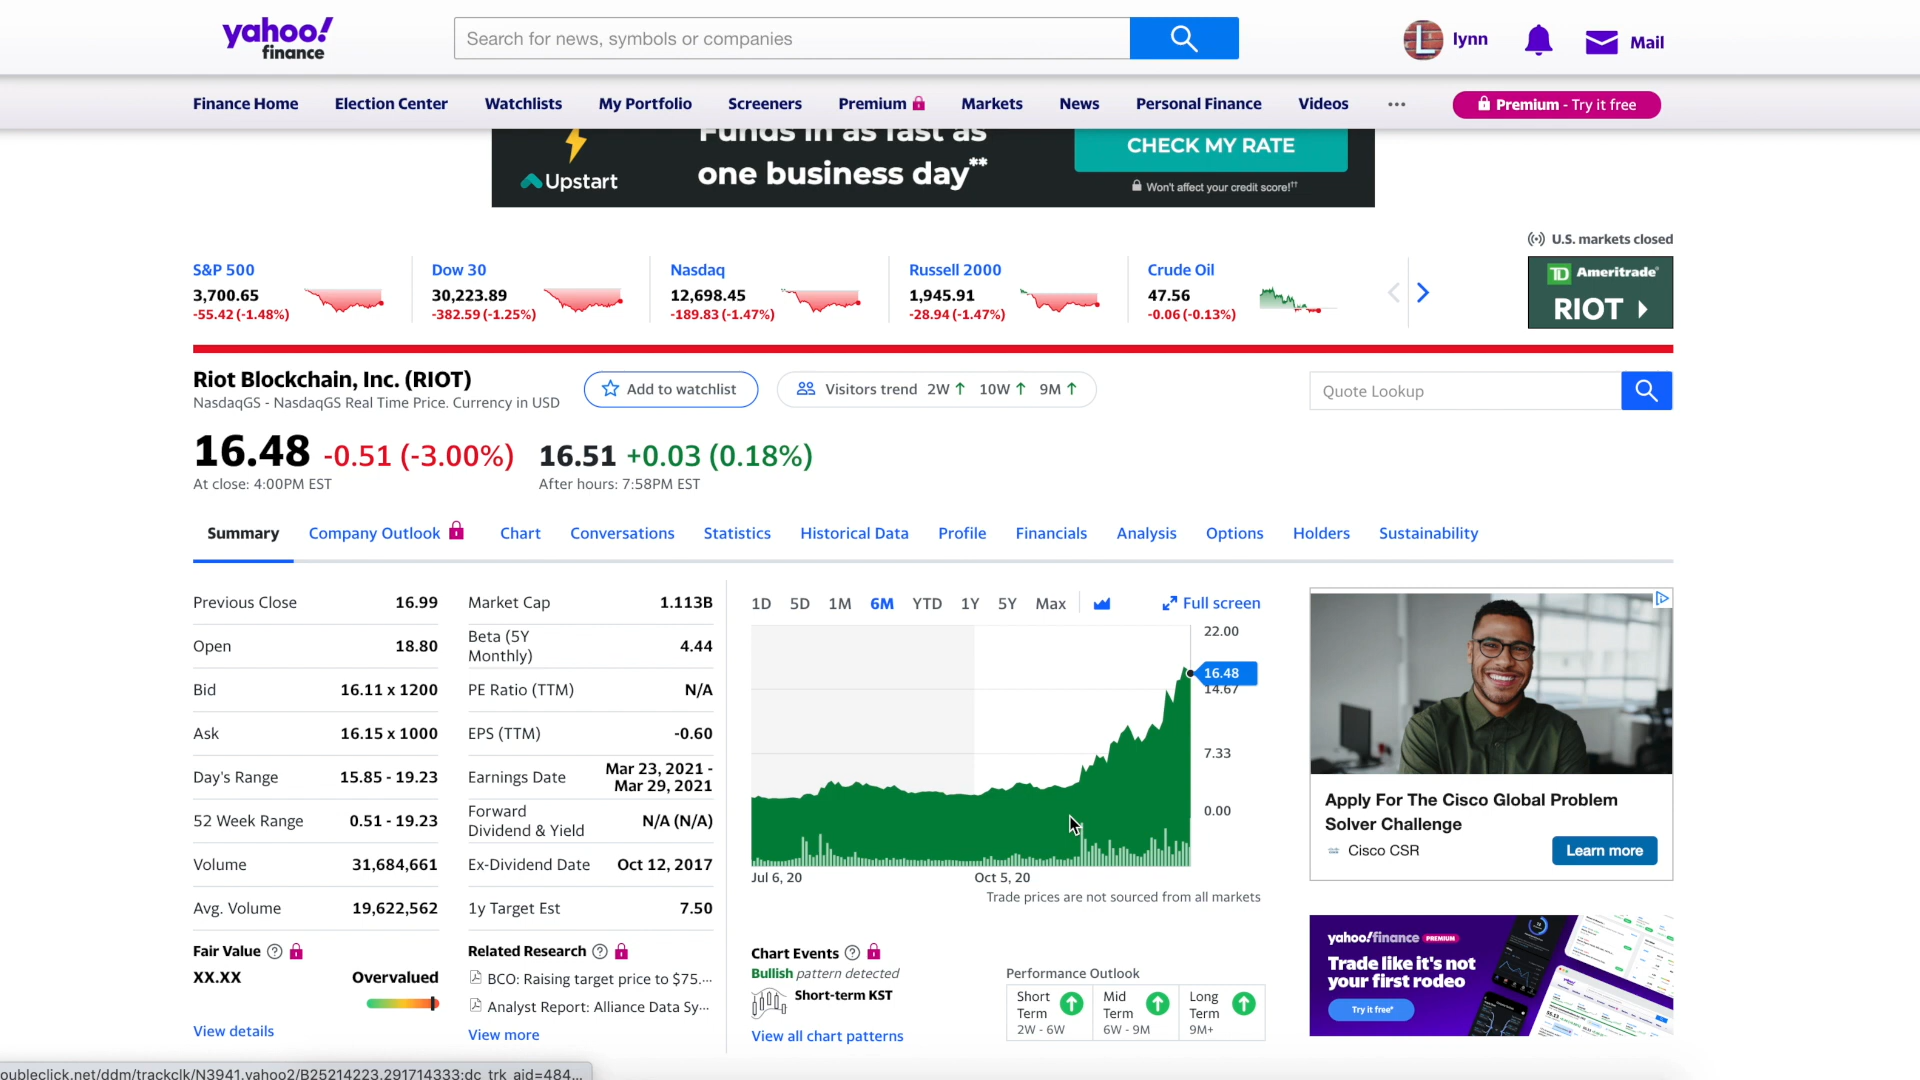 yahoo!
finance
Search for news, symbols or companies
lynn
Mail
Finance Home
Election Center
Watchlists
My Portfolio
Screeners
Premium
Markets
News
Personal Finance
Videos
Premium - Try it free
Upstart
Funds in as fast as
one business day**
CHECK MY RATE
Won't affect your credit score!††
U.S. markets closed
S&P 500
3,700.65
-55.42 (-1.48%)
Dow 30
30,223.89
-382.59 (-1.25%)
Nasdaq
12,698.45
-189.83 (-1.47%)
Russell 2000
1,945.91
-28.94 (-1.47%)
Crude Oil
47.56
-0.06 (-0.13%)
TD Ameritrade
RIOT
Riot Blockchain, Inc. (RIOT)
NasdaqGS - NasdaqGS Real Time Price. Currency in USD
Add to watchlist
Visitors trend 2W ↑ 10W ↑ 9M ↑
Quote Lookup
16.48 -0.51 (-3.00%)
At close: 4:00PM EST
16.51 +0.03 (0.18%)
After hours: 7:58PM EST
Summary
Company Outlook
Chart
Conversations
Statistics
Historical Data
Profile
Financials
Analysis
Options
Holders
Sustainability
Previous Close 16.99
Open 18.80
Bid 16.11 x 1200
Ask 16.15 x 1000
Day's Range 15.85 - 19.23
52 Week Range 0.51 - 19.23
Volume 31,684,661
Avg. Volume 19,622,562
Market Cap 1.113B
Beta (5Y
Monthly) 4.44
PE Ratio (TTM) N/A
EPS (TTM) -0.60
Earnings Date Mar 23, 2021 -
Mar 29, 2021
Forward
Dividend & Yield N/A (N/A)
Ex-Dividend Date Oct 12, 2017
1y Target Est 7.50
Fair Value
XX.XX Overvalued
View details
Related Research
BCO: Raising target price to $75....
Analyst Report: Alliance Data Sy...
View more
1D 5D 1M 6M YTD 1Y 5Y Max
Full screen
22.00
16.48
14.67
7.33
0.00
Jul 6, 20
Oct 5, 20
Trade prices are not sourced from all markets
Chart Events
Bullish pattern detected
Short-term KST
View all chart patterns
Performance Outlook
Short
Term
2W - 6W
Mid
Term
6W - 9M
Long
Term
9M+
Apply For The Cisco Global Problem
Solver Challenge
Cisco CSR
Learn more
yahoo!finance PREMIUM
Trade like it's not
your first rodeo
Try it free*
oubleclick.net/ddm/trackclk/N3941.yahoo2/B25214223.291714333;dc_trk_aid=484...